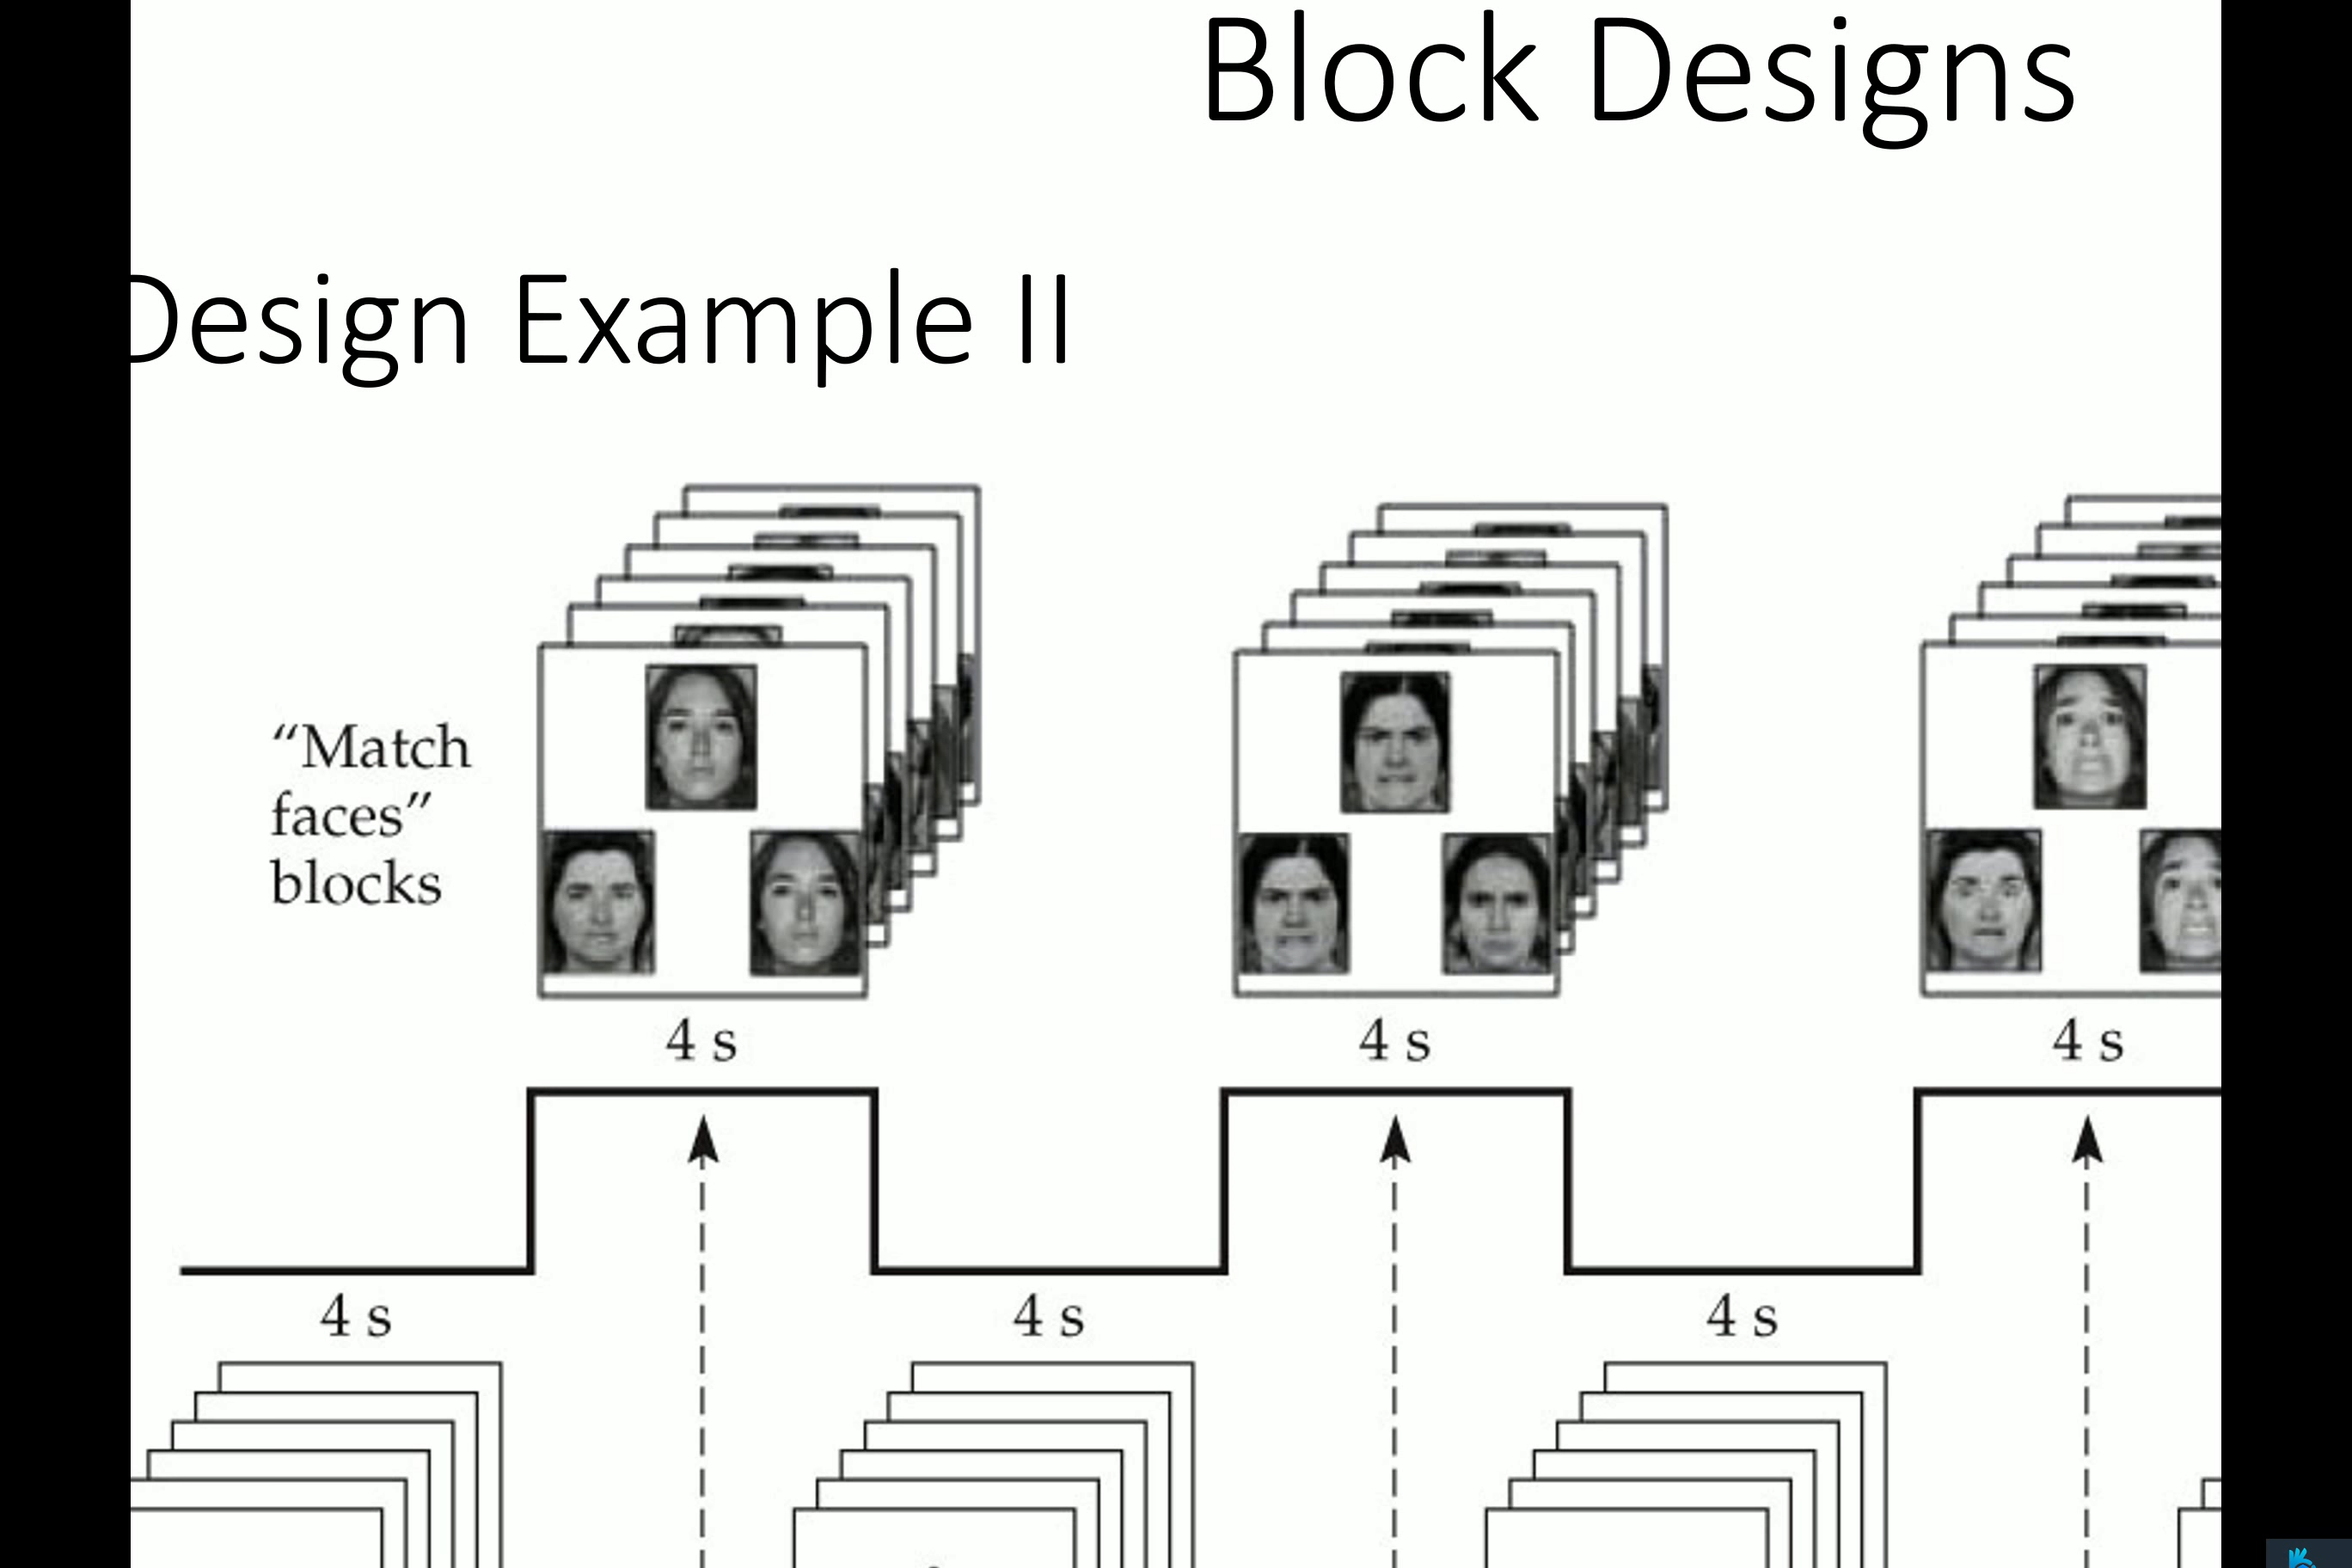 Block Designs
Design Example II
“Match
faces”
blocks
4 s
4 s
4 s
4 s
4 s
4 s